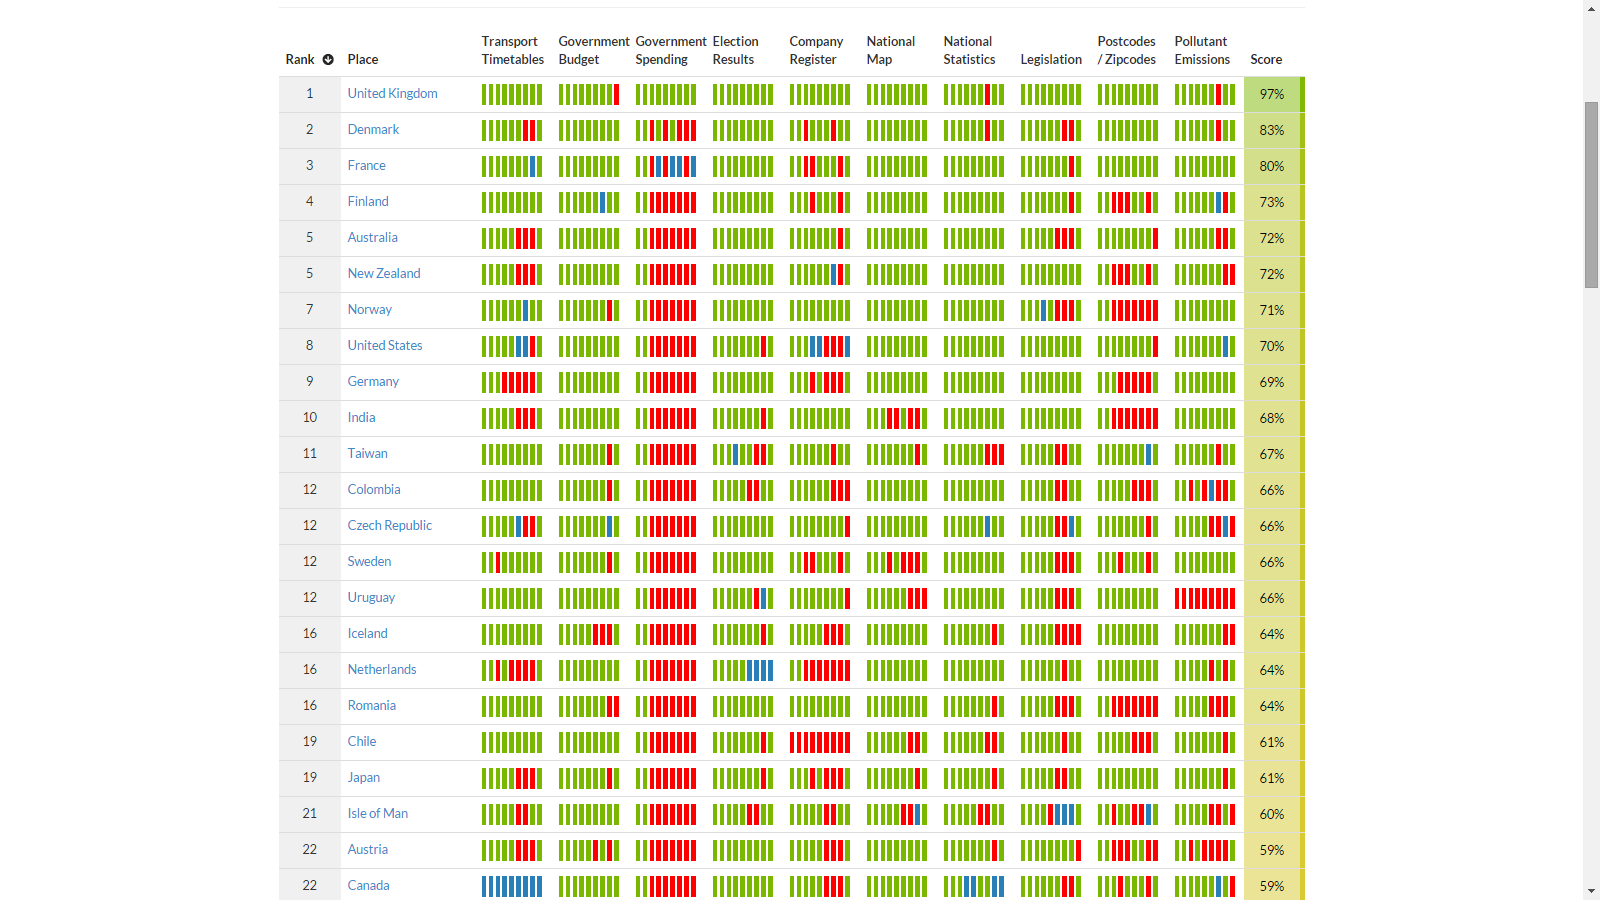 Rank Place Transport Timetables Government Budget Government Spending Election Results Company Register National Map National Statistics Legislation Postcodes / Zipcodes Pollutant Emissions Score
1 United Kingdom 97%
2 Denmark 83%
3 France 80%
4 Finland 73%
5 Australia 72%
5 New Zealand 72%
7 Norway 71%
8 United States 70%
9 Germany 69%
10 India 68%
11 Taiwan 67%
12 Colombia 66%
12 Czech Republic 66%
12 Sweden 66%
12 Uruguay 66%
16 Iceland 64%
16 Netherlands 64%
16 Romania 64%
19 Chile 61%
19 Japan 61%
21 Isle of Man 60%
22 Austria 59%
22 Canada 59%